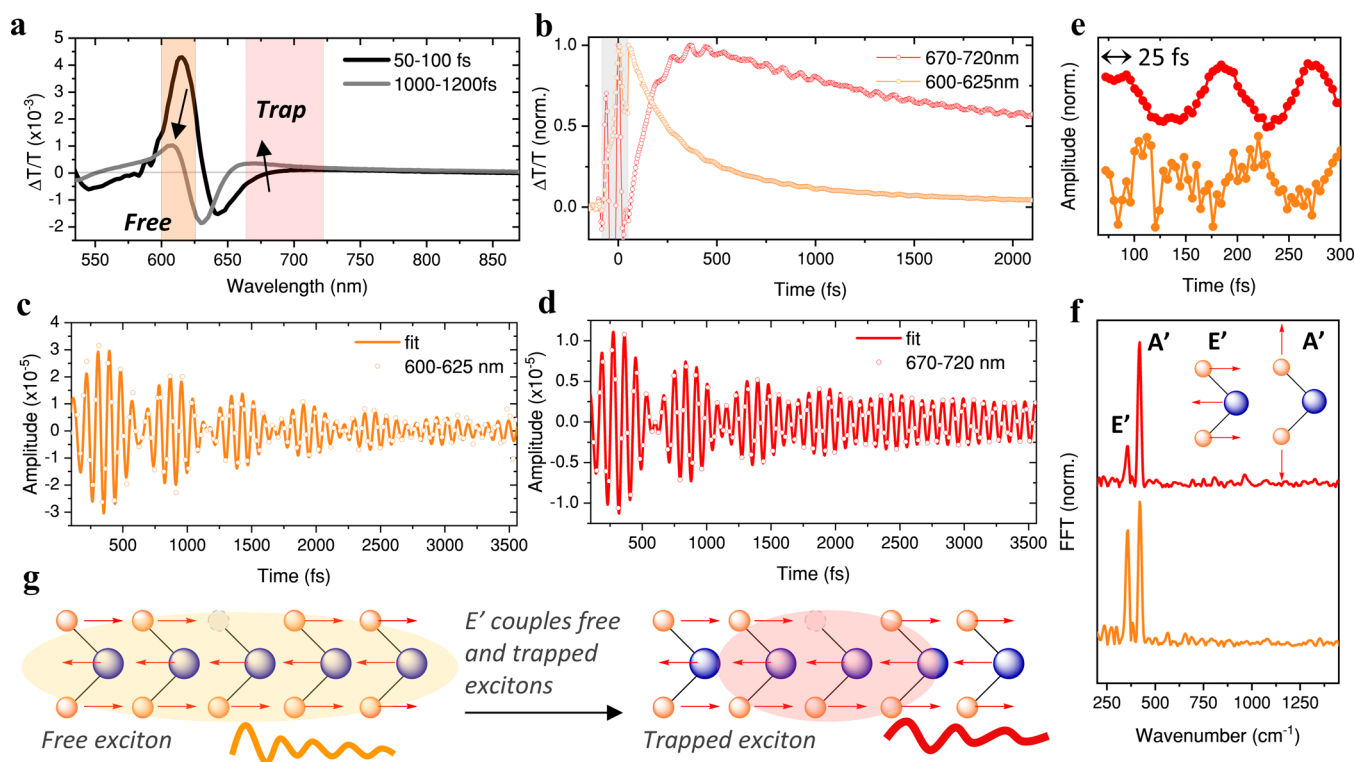 a
ΔT/T (x10⁻³)
5
4
3
2
1
0
-1
-2
50-100 fs
1000-1200fs
Trap
Free
550
600
650
700
750
800
850
Wavelength (nm)
b
ΔT/T (norm.)
1.0
0.5
0.0
670-720nm
600-625nm
0
500
1000
1500
2000
Time (fs)
e
25 fs
Amplitude (norm.)
100
150
200
250
300
Time (fs)
c
Amplitude (x10⁻⁵)
4
3
2
1
0
-1
-2
-3
fit
600-625 nm
500
1000
1500
2000
2500
3000
3500
Time (fs)
d
Amplitude (x10⁻⁵)
1.0
0.5
0.0
-0.5
-1.0
fit
670-720 nm
500
1000
1500
2000
2500
3000
3500
Time (fs)
f
A’
E’
A’
E’
FFT (norm.)
250
500
750
1000
1250
Wavenumber (cm⁻¹)
g
E’ couples free
and trapped
excitons
Free exciton
Trapped exciton